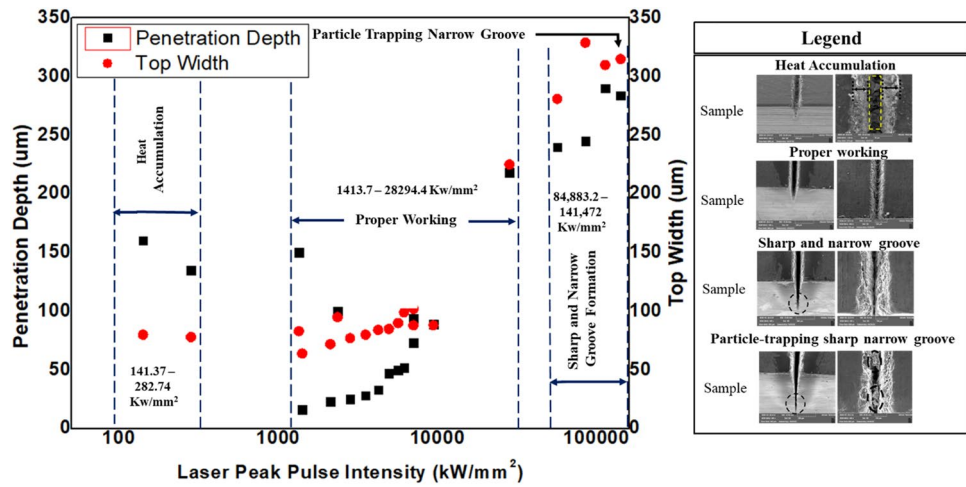 350
300
250
200
150
100
50
0
Penetration Depth (um)
Penetration Depth
Top Width
Particle Trapping Narrow Groove
Heat
Accumulation
141.37–
282.74
Kw/mm²
1413.7– 28294.4 Kw/mm²
Proper Working
84,883.2–
141,472
Kw/mm²
Sharp and Narrow
Groove Formation
350
300
250
200
150
100
50
0
Top Width (um)
100
1000
10000
100000
Laser Peak Pulse Intensity (kW/mm²)
Legend
Heat Accumulation
Sample
Proper working
Sample
Sharp and narrow groove
Sample
Particle-trapping sharp narrow groove
Sample